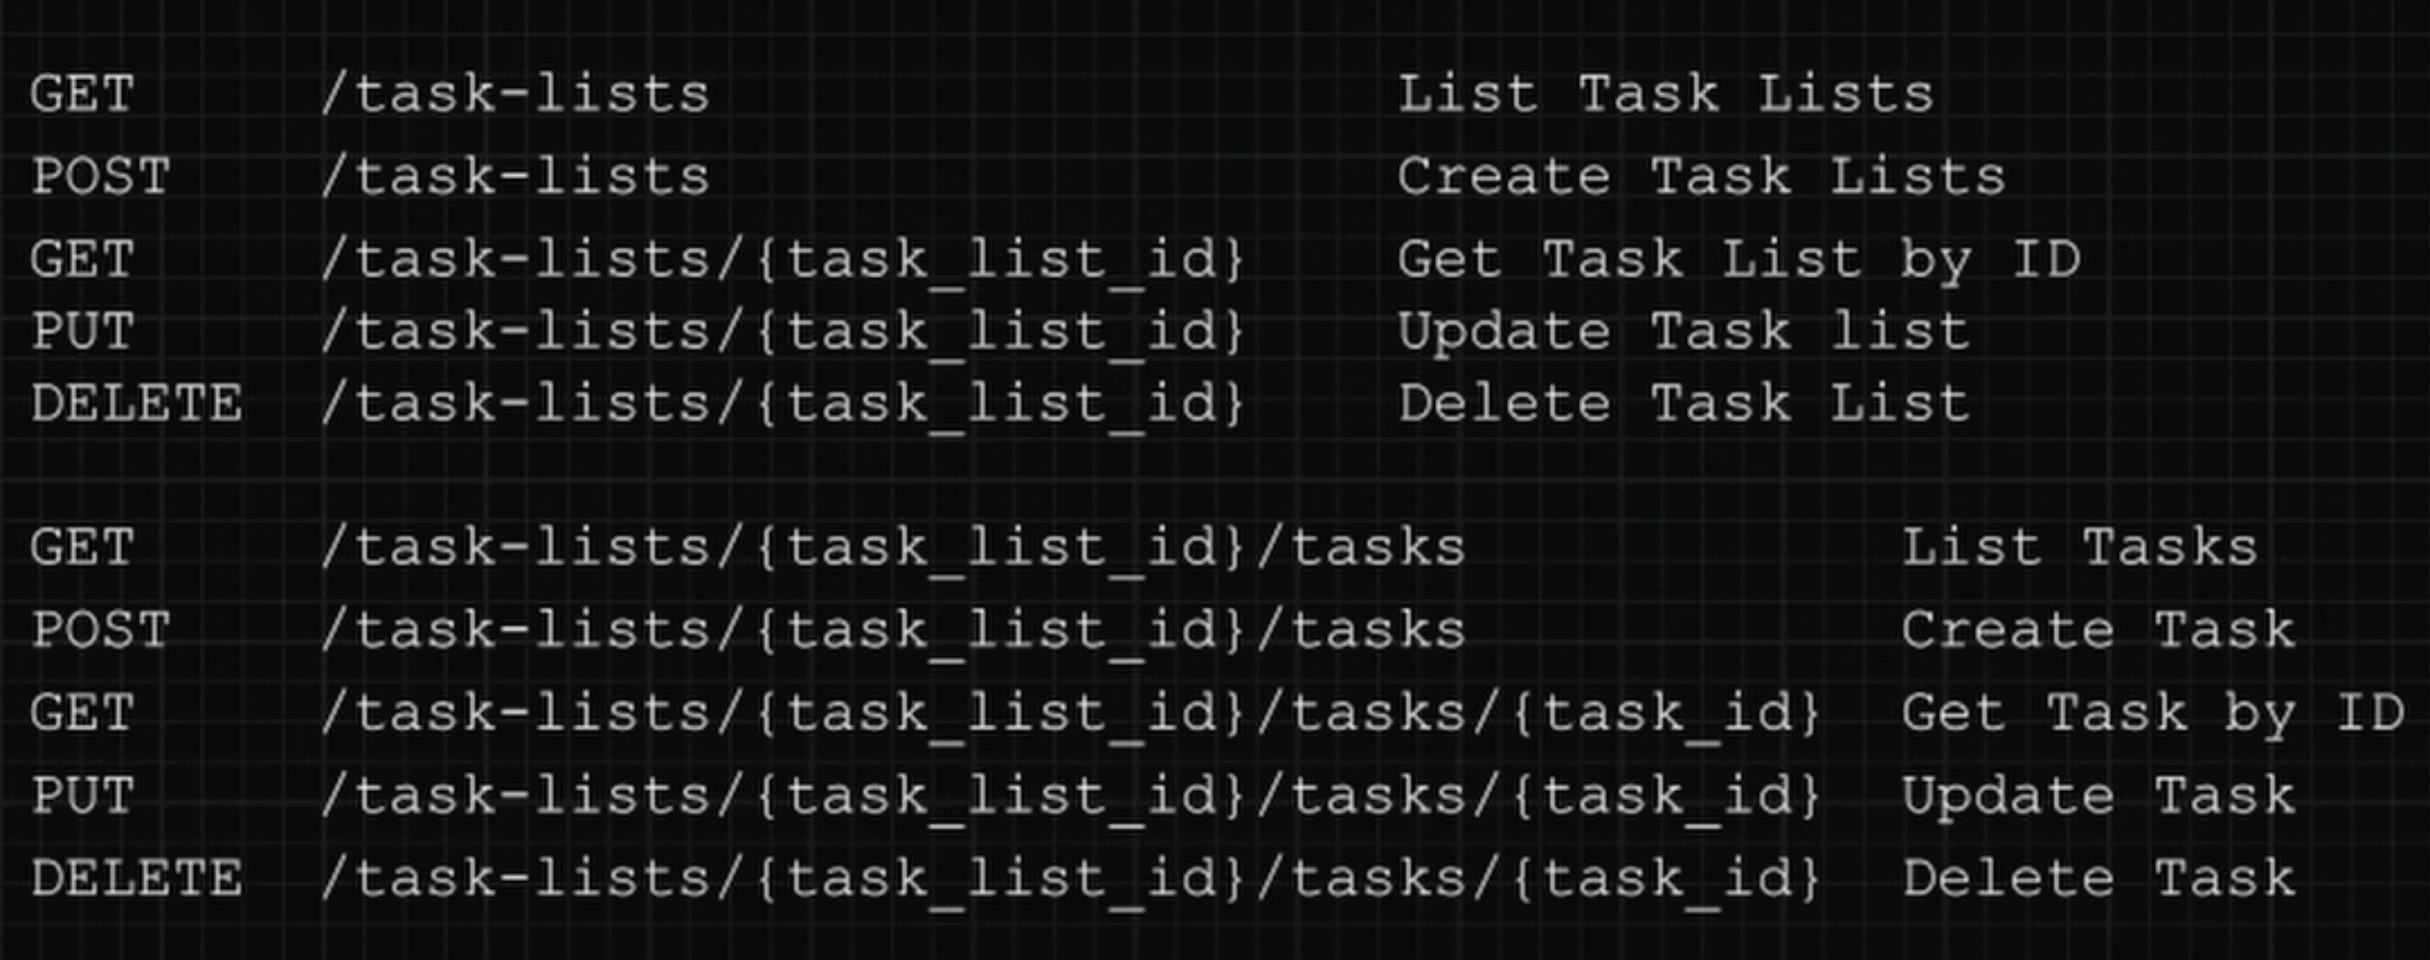 GET /task-lists List Task Lists
POST /task-lists Create Task Lists
GET /task-lists/{task_list_id} Get Task List by ID
PUT /task-lists/{task_list_id} Update Task list
DELETE /task-lists/{task_list_id} Delete Task List
GET /task-lists/{task_list_id}/tasks List Tasks
POST /task-lists/{task_list_id}/tasks Create Task
GET /task-lists/{task_list_id}/tasks/{task_id} Get Task by ID
PUT /task-lists/{task_list_id}/tasks/{task_id} Update Task
DELETE /task-lists/{task_list_id}/tasks/{task_id} Delete Task